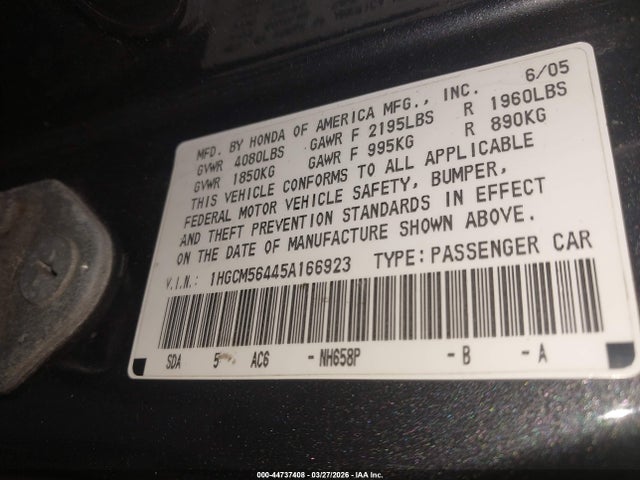 MFD. BY HONDA OF AMERICA MFG., INC. 6/05
GVWR 4080LBS GAWR F 2195LBS R 1960LBS
GVWR 1850KG GAWR F 995KG R 890KG
THIS VEHICLE CONFORMS TO ALL APPLICABLE
FEDERAL MOTOR VEHICLE SAFETY, BUMPER,
AND THEFT PREVENTION STANDARDS IN EFFECT
ON THE DATE OF MANUFACTURE SHOWN ABOVE.
V.I.N.: 1HGCM56445A166923 TYPE:PASSENGER CAR
SDA 5 AC6 -NH658P -B -A
000-44737408 | 03/27/2026 - IAA Inc.